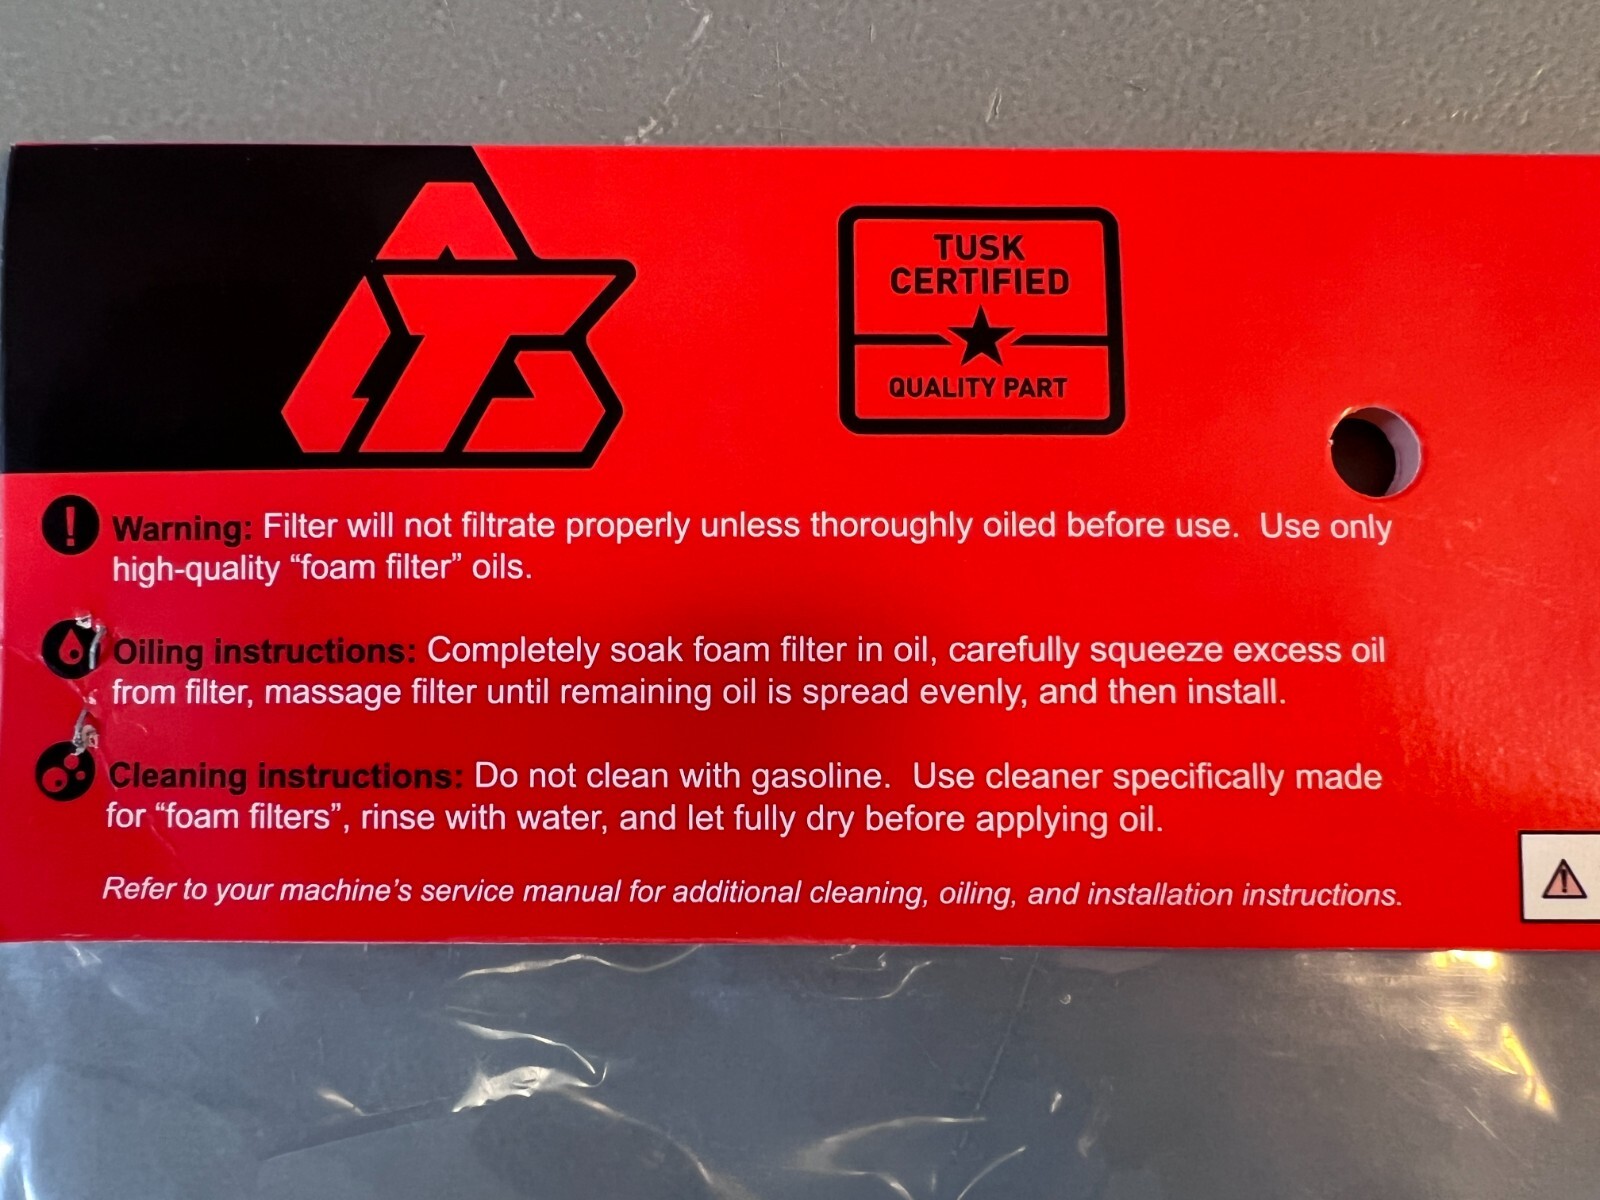 TUSK
CERTIFIED
QUALITY PART
Warning: Filter will not filtrate properly unless thoroughly oiled before use. Use only
high-quality “foam filter” oils.
Oiling instructions: Completely soak foam filter in oil, carefully squeeze excess oil
from filter, massage filter until remaining oil is spread evenly, and then install.
Cleaning instructions: Do not clean with gasoline. Use cleaner specifically made
for “foam filters”, rinse with water, and let fully dry before applying oil.
Refer to your machine’s service manual for additional cleaning, oiling, and installation instructions.